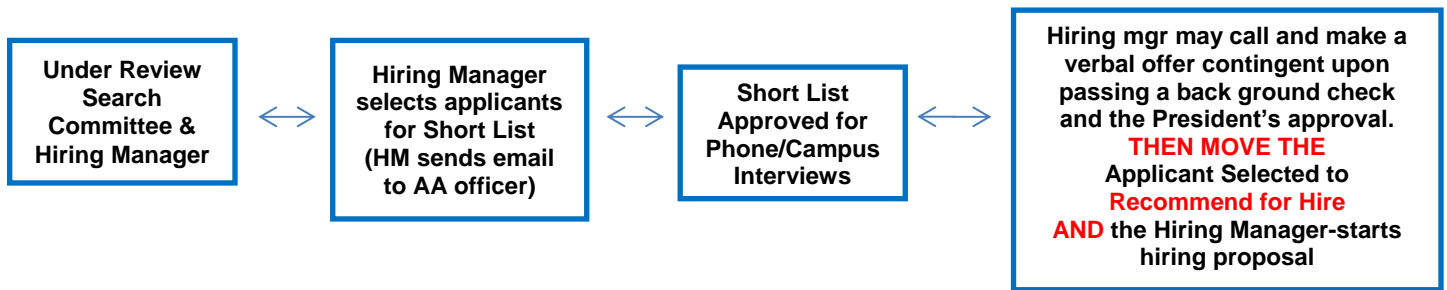 Under Review
Search
Committee &
Hiring Manager
Hiring Manager
selects applicants
for Short List
(HM sends email
to AA officer)
Short List
Approved for
Phone/Campus
Interviews
Hiring mgr may call and make a
verbal offer contingent upon
passing a back ground check
and the President’s approval.
THEN MOVE THE
Applicant Selected to
Recommend for Hire
AND the Hiring Manager-starts
hiring proposal